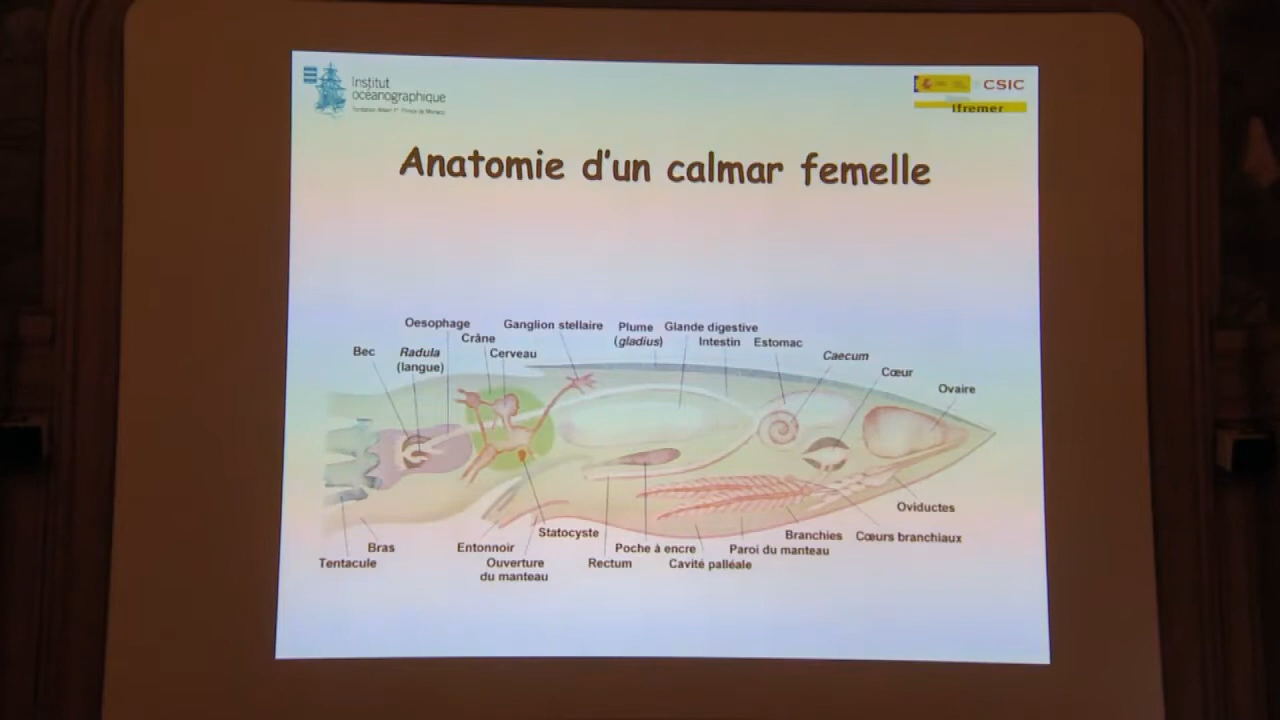 Institut
océanographique
Fondation Albert Iᵉʳ, Prince de Monaco
CSIC
Ifremer
Anatomie d'un calmar femelle
Oesophage
Ganglion stellaire
Plume
(gladius)
Glande digestive
Crâne
Intestin
Estomac
Bec
Radula
(langue)
Cerveau
Caecum
Cœur
Ovaire
Oviductes
Statocyste
Branchies
Cœurs branchiaux
Bras
Entonnoir
Poche à encre
Paroi du manteau
Tentacule
Ouverture
du manteau
Rectum
Cavité palléale